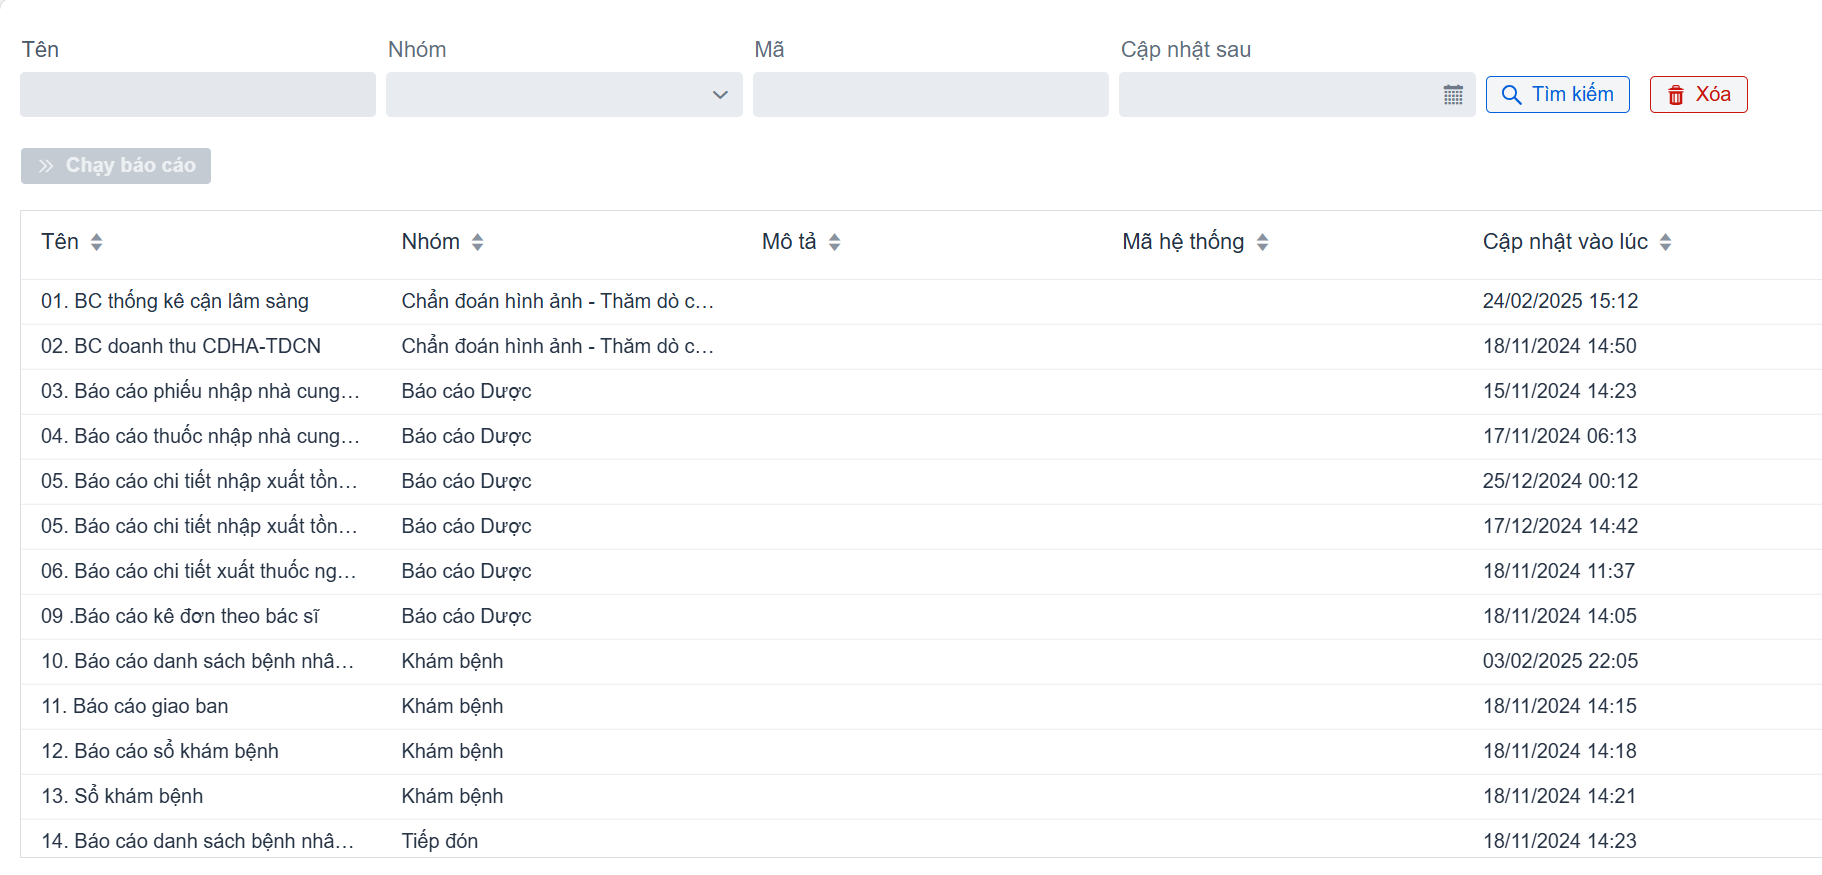 Tên Nhóm Mã Cập nhật sau
Tìm kiếm Xóa
Chạy báo cáo
Tên Nhóm Mô tả Mã hệ thống Cập nhật vào lúc
01. BC thống kê cận lâm sàng Chẩn đoán hình ảnh - Thăm dò c... 24/02/2025 15:12
02. BC doanh thu CDHA-TDCN Chẩn đoán hình ảnh - Thăm dò c... 18/11/2024 14:50
03. Báo cáo phiếu nhập nhà cung... Báo cáo Dược 15/11/2024 14:23
04. Báo cáo thuốc nhập nhà cung... Báo cáo Dược 17/11/2024 06:13
05. Báo cáo chi tiết nhập xuất tồn... Báo cáo Dược 25/12/2024 00:12
05. Báo cáo chi tiết nhập xuất tồn... Báo cáo Dược 17/12/2024 14:42
06. Báo cáo chi tiết xuất thuốc ng... Báo cáo Dược 18/11/2024 11:37
09 .Báo cáo kê đơn theo bác sĩ Báo cáo Dược 18/11/2024 14:05
10. Báo cáo danh sách bệnh nhâ... Khám bệnh 03/02/2025 22:05
11. Báo cáo giao ban Khám bệnh 18/11/2024 14:15
12. Báo cáo sổ khám bệnh Khám bệnh 18/11/2024 14:18
13. Sổ khám bệnh Khám bệnh 18/11/2024 14:21
14. Báo cáo danh sách bệnh nhâ... Tiếp đón 18/11/2024 14:23